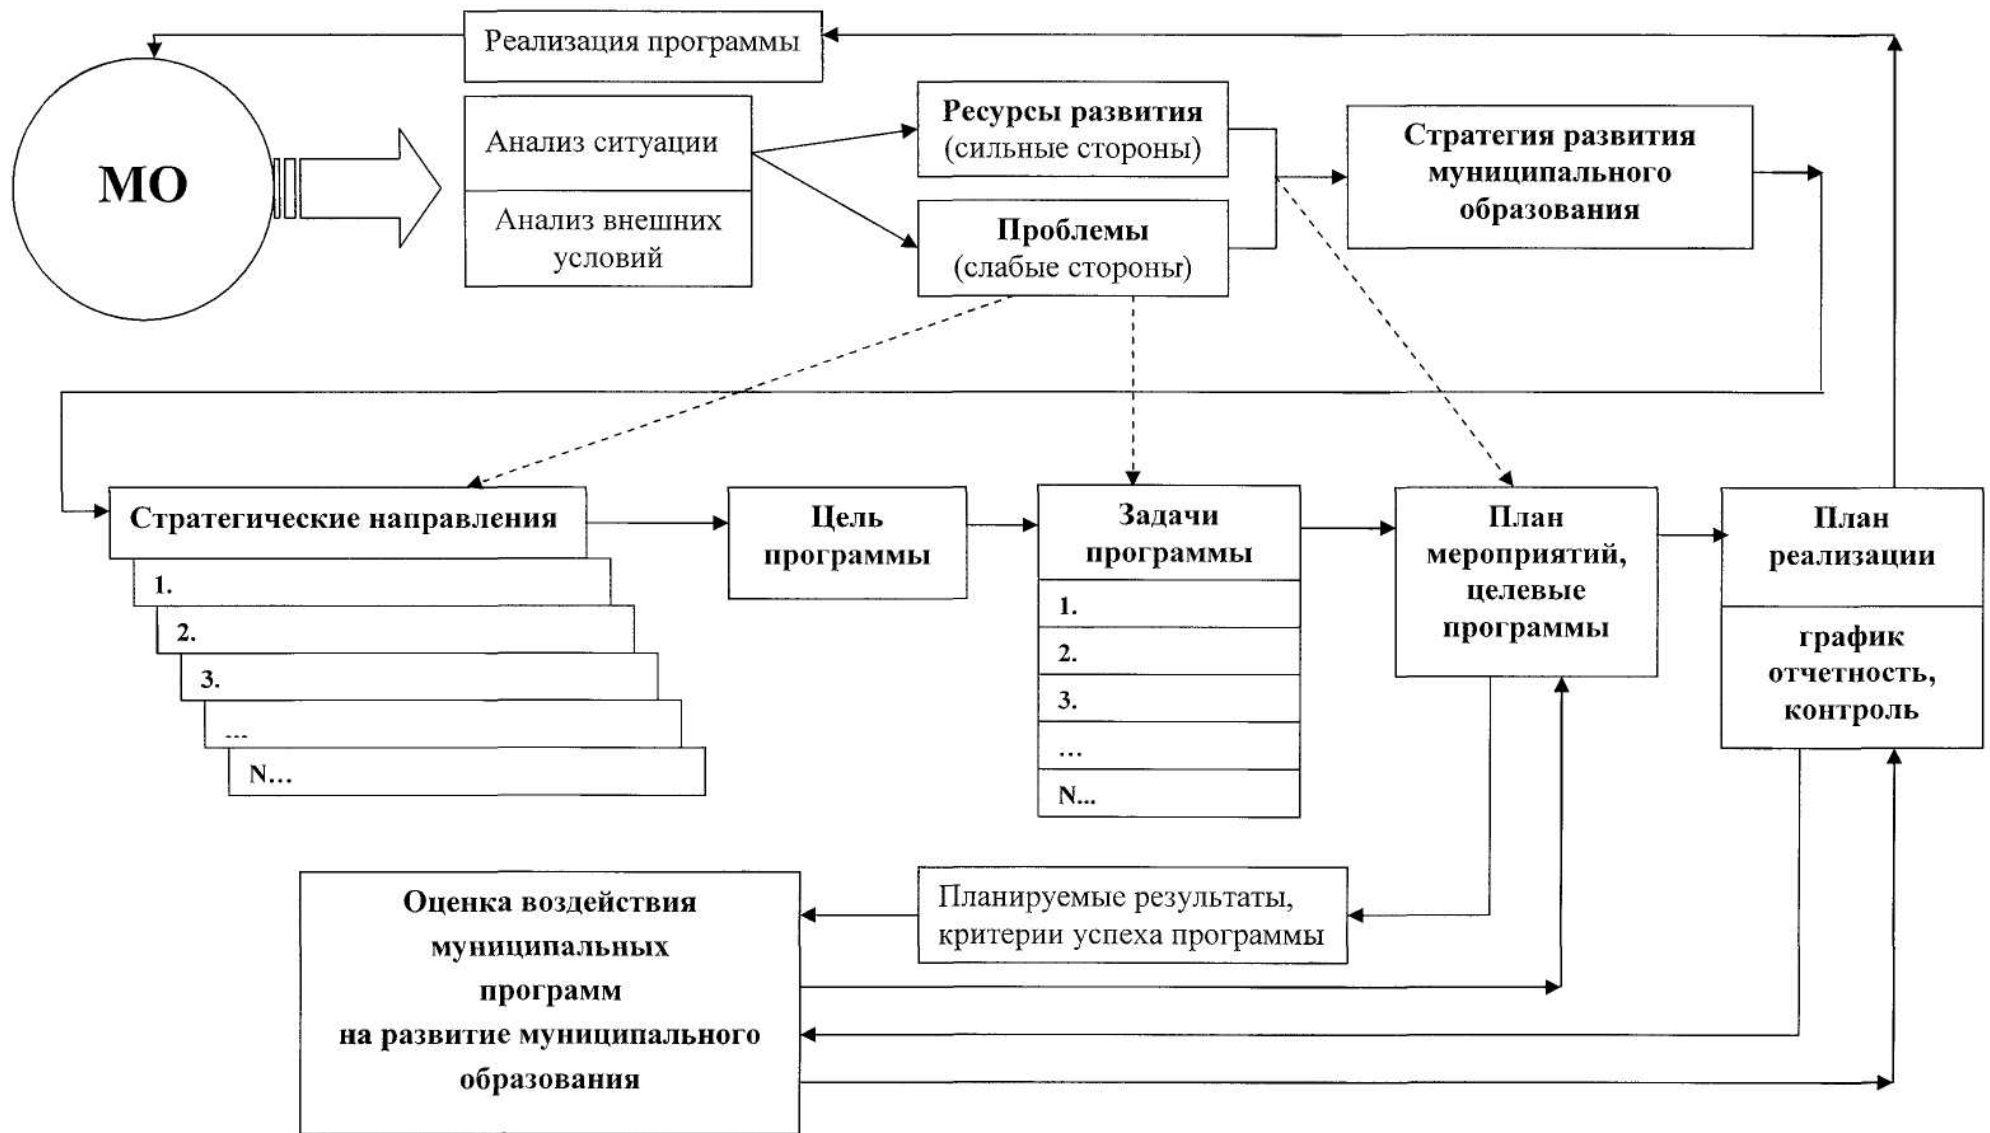 Реализация программы
МО
Анализ ситуации
Анализ внешних
условий
Ресурсы развития
(сильные стороны)
Проблемы
(слабые стороны)
Стратегия развития
муниципального
образования
Стратегические направления
1.
2.
3.
...
N...
Цель
программы
Задачи
программы
1.
2.
3.
...
N...
План
мероприятий,
целевые
программы
План
реализации
график
отчетность,
контроль
Планируемые результаты,
критерии успеха программы
Оценка воздействия
муниципальных
программ
на развитие муниципального
образования